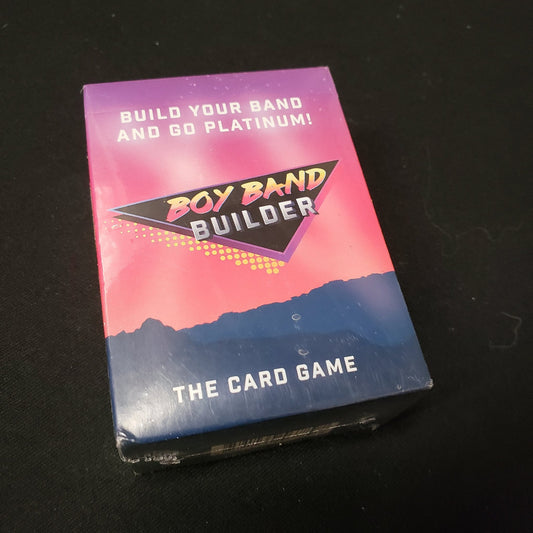 BUILD YOUR BAND
AND GO PLATINUM!
BOY BAND
BUILDER
THE CARD GAME